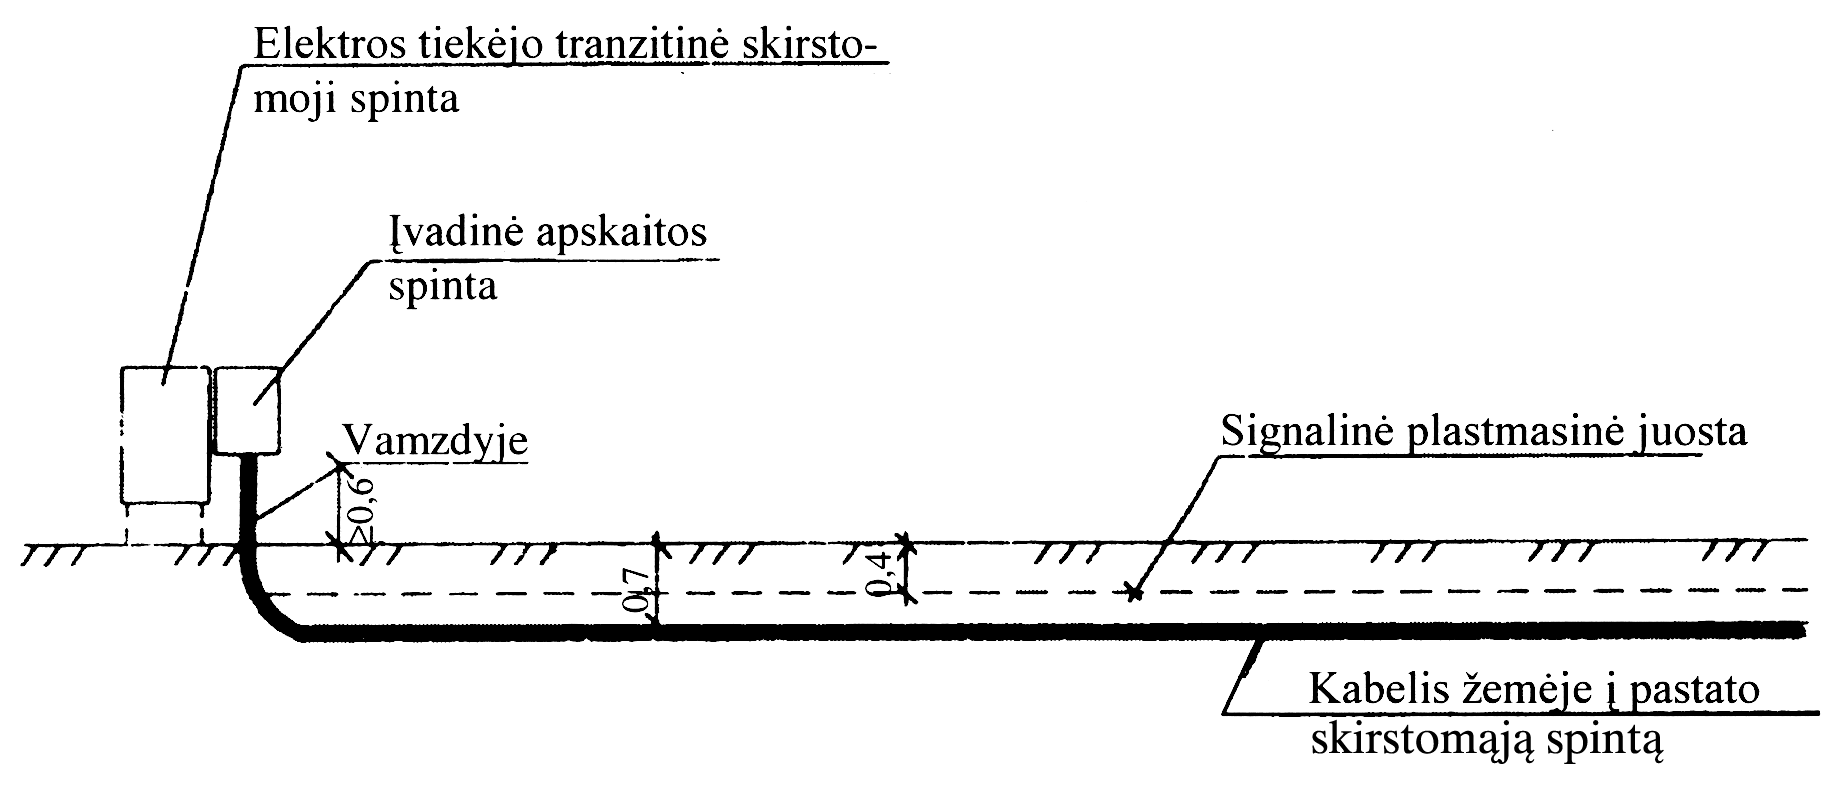 Elektros tiekėjo tranzitinė skirsto-
moji spinta
Įvadinė apskaitos
spinta
Vamzdyje
≥0,6
Signalinė plastmasinė juosta
0,7
0,4
Kabelis žemėje į pastato
skirstomąją spintą